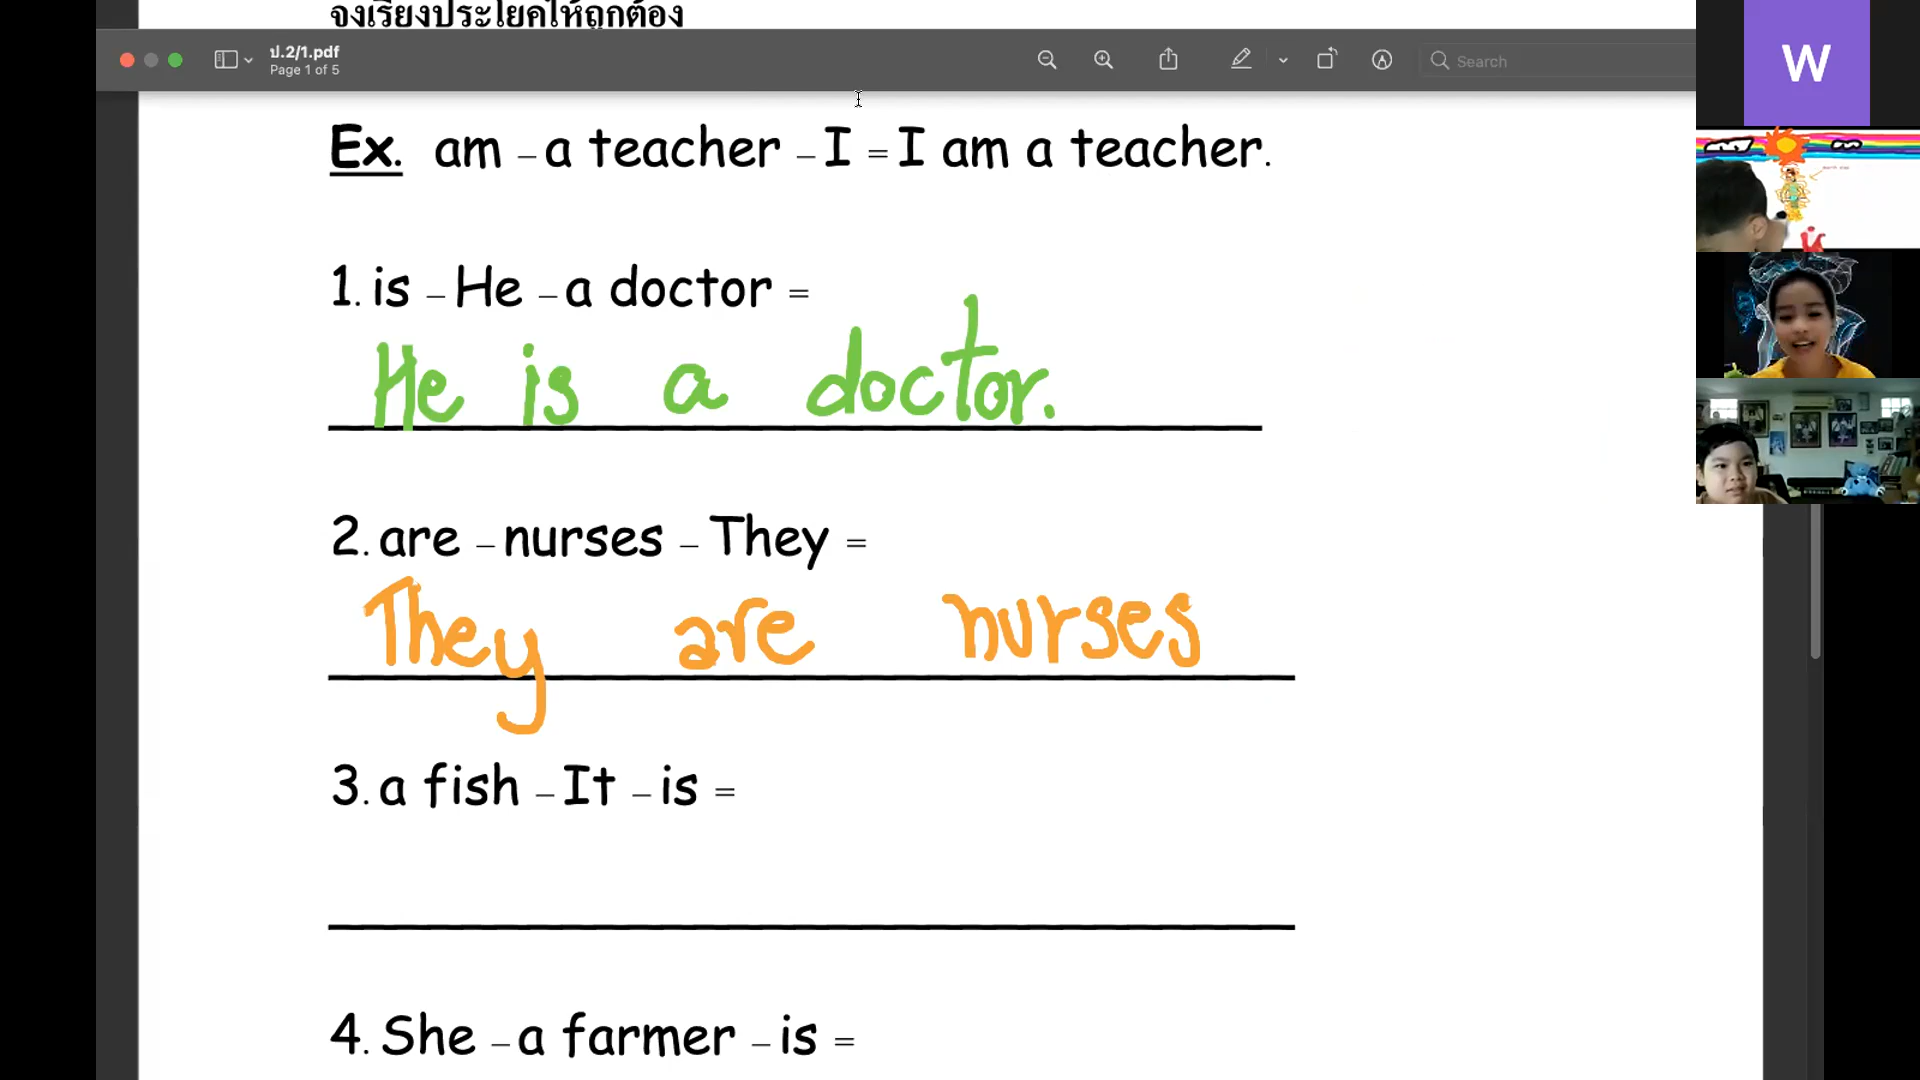 จงเรียงประโยคให้ถูกต้อง
ป.2/1.pdf
Page 1 of 5
Search
W
Ex. am – a teacher – I = I am a teacher.
1. is – He – a doctor =
He is a doctor.
2. are – nurses – They =
They are nurses
3. a fish – It – is =
4. She – a farmer – is =